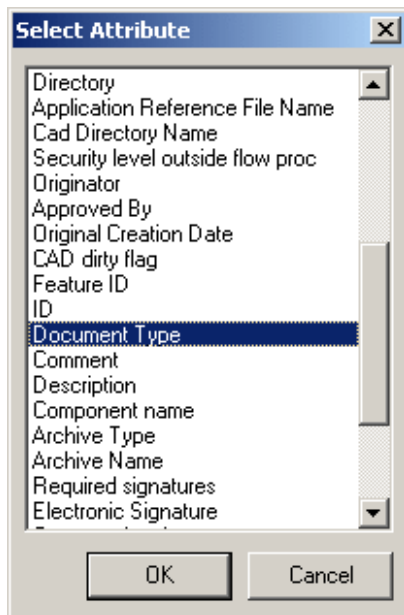 Select Attribute
Directory
Application Reference File Name
Cad Directory Name
Security level outside flow proc
Originator
Approved By
Original Creation Date
CAD dirty flag
Feature ID
ID
Document Type
Comment
Description
Component name
Archive Type
Archive Name
Required signatures
Electronic Signature
OK
Cancel